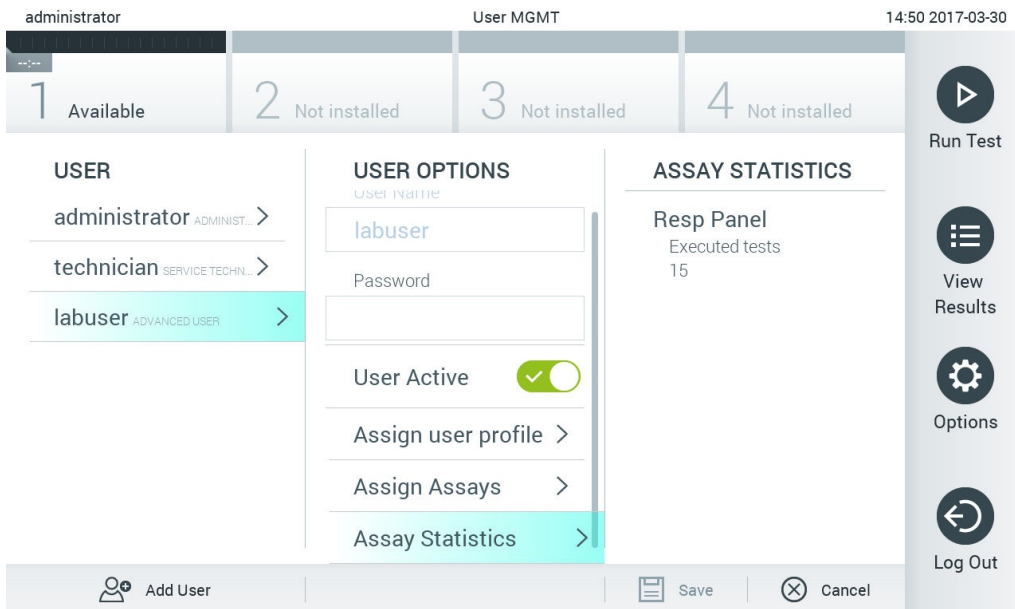 administrator
User MGMT
14:50 2017-03-30
--:--
1 Available
2 Not installed
3 Not installed
4 Not installed
USER
administrator ADMINIST...
technician SERVICE TECHN...
labuser ADVANCED USER
USER OPTIONS
User Name
labuser
Password
User Active
Assign user profile
Assign Assays
Assay Statistics
ASSAY STATISTICS
Resp Panel
Executed tests
15
Run Test
View
Results
Options
Log Out
Add User
Save
Cancel